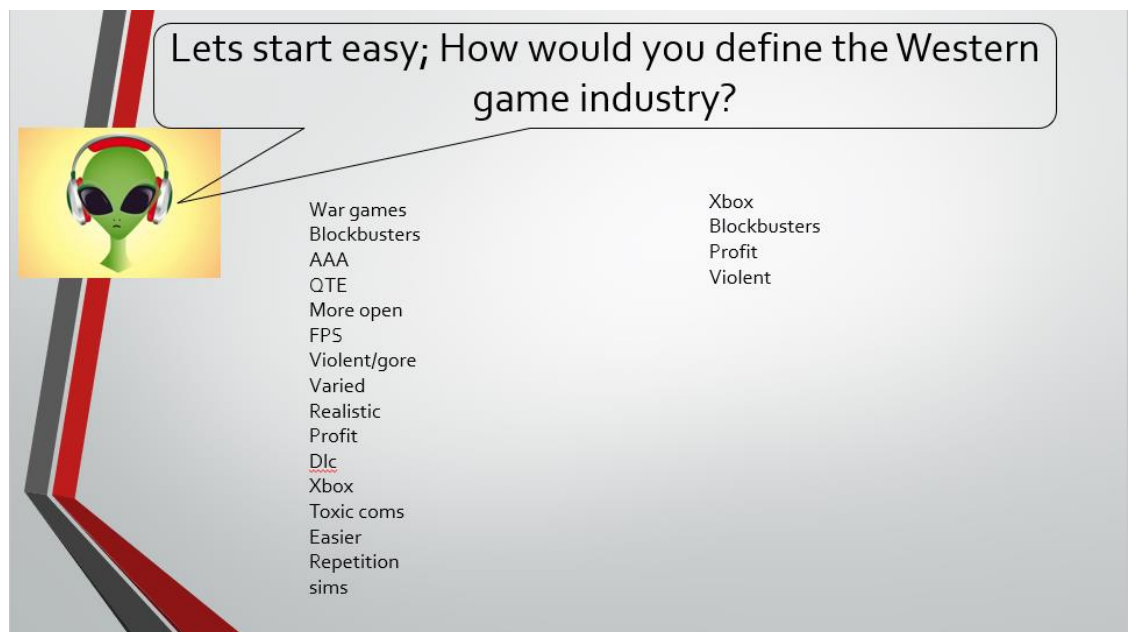 Lets start easy; How would you define the Western
game industry?
War games
Blockbusters
AAA
QTE
More open
FPS
Violent/gore
Varied
Realistic
Profit
Dlc
Xbox
Toxic coms
Easier
Repetition
sims
Xbox
Blockbusters
Profit
Violent